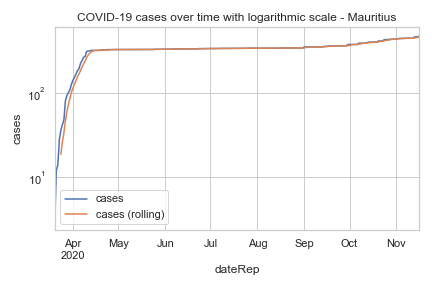 COVID-19 cases over time with logarithmic scale - Mauritius
cases
10²
10¹
cases
cases (rolling)
Apr
2020
May
Jun
Jul
Aug
Sep
Oct
Nov
dateRep